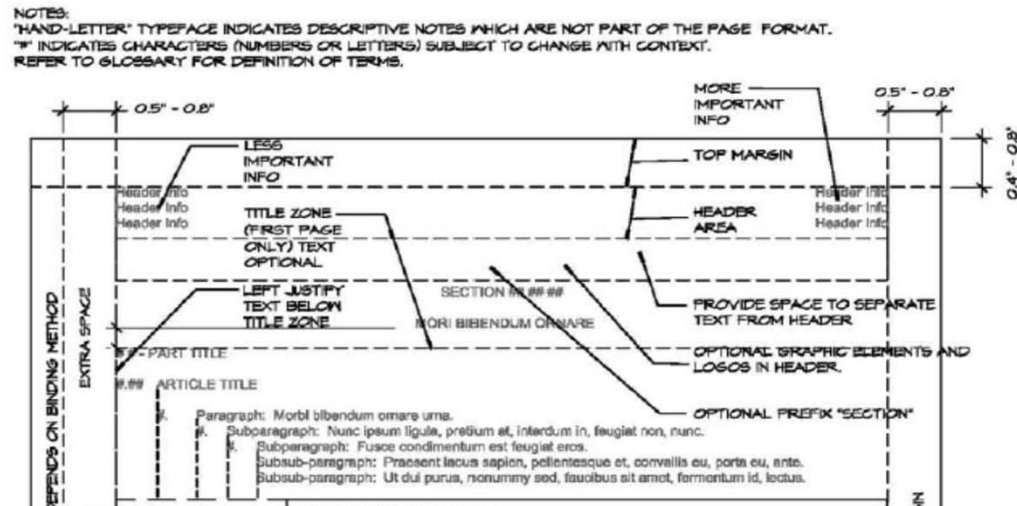 NOTES:
"HAND-LETTER" TYPEFACE INDICATES DESCRIPTIVE NOTES WHICH ARE NOT PART OF THE PAGE FORMAT.
"#" INDICATES CHARACTERS (NUMBERS OR LETTERS) SUBJECT TO CHANGE WITH CONTEXT.
REFER TO GLOSSARY FOR DEFINITION OF TERMS.
0.5" - 0.8"
MORE
IMPORTANT
INFO
0.5" - 0.8"
LESS
IMPORTANT
INFO
TOP MARGIN
0.4" - 0.8"
Header Info
Header Info
Header Info
Header Info
Header Info
Header Info
TITLE ZONE
(FIRST PAGE
ONLY) TEXT
OPTIONAL
HEADER
AREA
LEFT JUSTIFY
TEXT BELOW
TITLE ZONE
SECTION ## ## ##
MORI BIBENDUM ORNARE
PROVIDE SPACE TO SEPARATE
TEXT FROM HEADER
OPTIONAL GRAPHIC ELEMENTS AND
LOGOS IN HEADER.
OPTIONAL PREFIX "SECTION"
DEPENDS ON BINDING METHOD
EXTRA SPACE
PART TITLE
#.## ARTICLE TITLE
#. Paragraph: Morbi bibendum ornare urna.
#. Subparagraph: Nunc ipsum ligula, pretium at, interdum in, feugiat non, nunc.
#. Subparagraph: Fusce condimentum est feugiat eros.
Subsub-paragraph: Praesent lacus sapien, pellentesque et, convallis eu, porta eu, ante.
Subsub-paragraph: Ut dui purus, nonummy sed, faucibus sit amet, fermentum id, lectus.